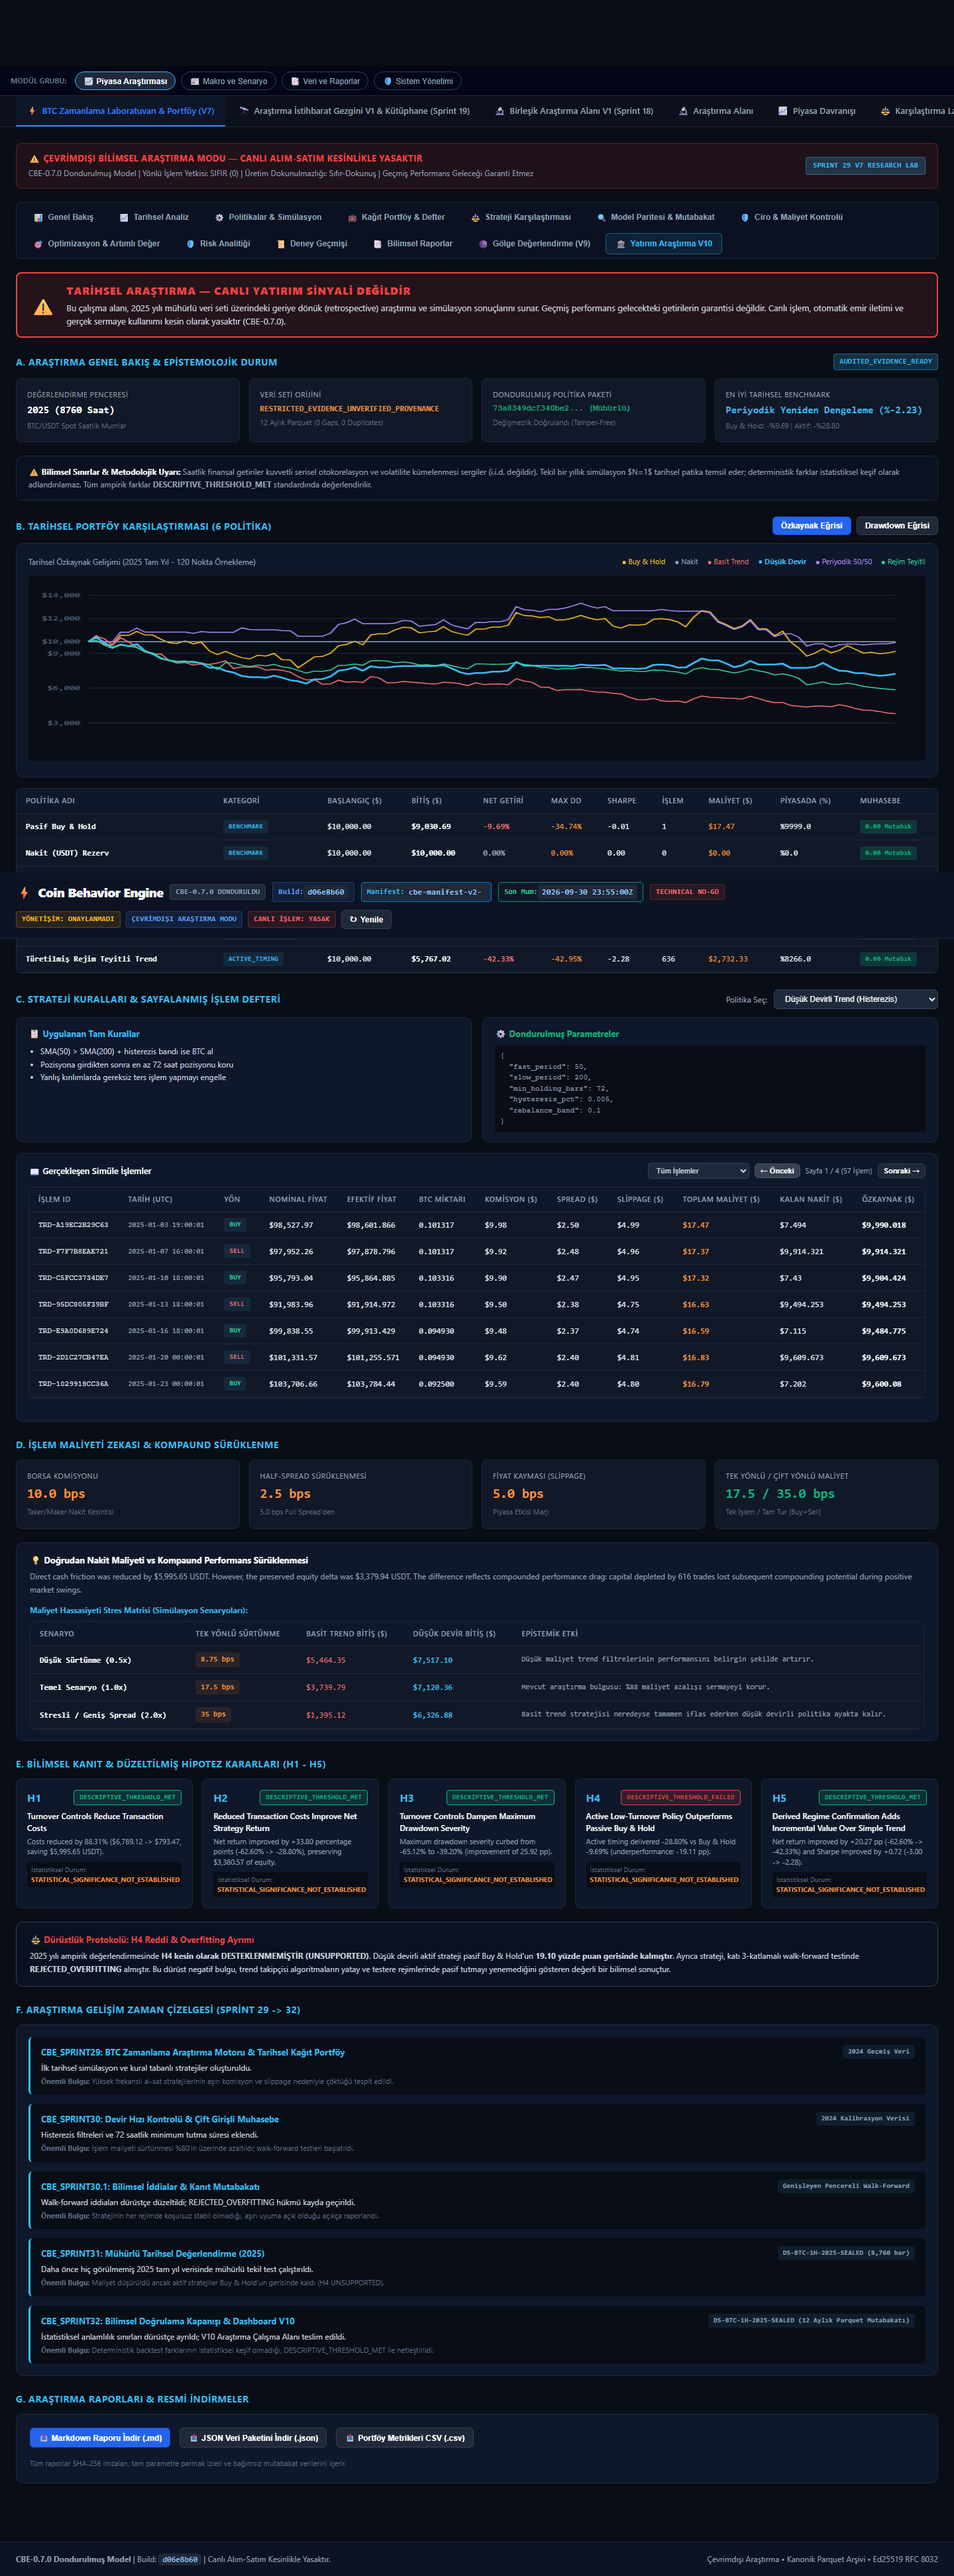 MODÜL GRUBU:
Piyasa Araştırması
Makro ve Senaryo
Veri ve Raporlar
Sistem Yönetimi
BTC Zamanlama Laboratuvarı & Portföy (V7)
Araştırma İstihbarat Gezgini V1 & Kütüphane (Sprint 19)
Birleşik Araştırma Alanı V1 (Sprint 18)
Araştırma Alanı
Piyasa Davranışı
Karşılaştırma La
ÇEVRİMDIŞI BİLİMSEL ARAŞTIRMA MODU — CANLI ALIM-SATIM KESİNLİKLE YASAKTIR
CBE-0.7.0 Dondurulmuş Model | Yönlü İşlem Yetkisi: SIFIR (0) | Üretim Dokunulmazlığı: Sıfır-Dokunuş | Geçmiş Performans Geleceği Garanti Etmez
SPRINT 29 V7 RESEARCH LAB
Genel Bakış
Tarihsel Analiz
Politikalar & Simülasyon
Kağıt Portföy & Defter
Strateji Karşılaştırması
Model Paritesi & Mutabakat
Ciro & Maliyet Kontrolü
Optimizasyon & Artımlı Değer
Risk Analitiği
Deney Geçmişi
Bilimsel Raporlar
Gölge Değerlendirme (V9)
Yatırım Araştırma V10
TARİHSEL ARAŞTIRMA — CANLI YATIRIM SİNYALİ DEĞİLDİR
Bu çalışma alanı, 2025 yılı mühürlü veri seti üzerindeki geriye dönük (retrospective) araştırma ve simülasyon sonuçlarını sunar. Geçmiş performans gelecekteki getirilerin garantisi değildir. Canlı işlem, otomatik emir iletimi ve
gerçek sermaye kullanımı kesin olarak yasaktır (CBE-0.7.0).
A. ARAŞTIRMA GENEL BAKIŞ & EPİSTEMOLOJİK DURUM
AUDITED_EVIDENCE_READY
DEĞERLENDİRME PENCERESİ
2025 (8760 Saat)
BTC/USDT Spot Saatlik Mumlar
VERİ SETİ ORİJİNİ
RESTRICTED_EVIDENCE_UNVERIFIED_PROVENANCE
12 Aylık Parquet (0 Gaps, 0 Duplicates)
DONDURULMUŞ POLİTİKA PAKETİ
73a8349dcf340be2... (Mühürlü)
Değişmezlik Doğrulandı (Tamper-Free)
EN İYİ TARİHSEL BENCHMARK
Periyodik Yeniden Dengeleme (%-2.23)
Buy & Hold: -%9.69 | Aktif: -%28.80
Bilimsel Sınırlar & Metodolojik Uyarı: Saatlik finansal getiriler kuvvetli serisel otokorelasyon ve volatilite kümelenmesi sergiler (i.i.d. değildir). Tekil bir yıllık simülasyon $N=1$ tarihsel patika temsil eder; deterministik farklar istatistiksel keşif olarak
adlandırılamaz. Tüm ampirik farklar DESCRIPTIVE_THRESHOLD_MET standardında değerlendirilir.
B. TARİHSEL PORTFÖY KARŞILAŞTIRMASI (6 POLİTİKA)
Özkaynak Eğrisi
Drawdown Eğrisi
Tarihsel Özkaynak Gelişimi (2025 Tam Yıl - 120 Nokta Örnekleme)
Buy & Hold
Nakit
Basit Trend
Düşük Devir
Periyodik 50/50
Rejim Teyitli
$14,000
$12,000
$10,000
$9,000
$6,000
$3,000
POLİTİKA ADI KATEGORİ BAŞLANGIÇ ($) BİTİŞ ($) NET GETİRİ MAX DD SHARPE İŞLEM MALİYET ($) PİYASADA (%) MUHASEBE
Pasif Buy & Hold BENCHMARK $10,000.00 $9,030.69 -9.69% -34.74% -0.01 1 $17.47 %9999.0 0.00 Mutabık
Nakit (USDT) Rezerv BENCHMARK $10,000.00 $10,000.00 0.00% 0.00% 0.00 0 $0.00 %0.0 0.00 Mutabık
Coin Behavior Engine
CBE-0.7.0 DONDURULDU
Build: d06e8b60
Manifest: cbe-manifest-v2-
Son Mum: 2026-09-30 23:55:00Z
TECHNICAL NO-GO
YÖNETİŞİM: ONAYLANMADI
ÇEVRİMDIŞI ARAŞTIRMA MODU
CANLI İŞLEM: YASAK
↻ Yenile
Türetilmiş Rejim Teyitli Trend ACTIVE_TIMING $10,000.00 $5,767.02 -42.33% -42.95% -2.28 636 $2,732.33 %8266.0 0.00 Mutabık
C. STRATEJİ KURALLARI & SAYFALANMIŞ İŞLEM DEFTERİ
Politika Seç:
Düşük Devirli Trend (Histerezis)
Uygulanan Tam Kurallar
• SMA(50) > SMA(200) + histerezis bandı ise BTC al
• Pozisyona girdikten sonra en az 72 saat pozisyonu koru
• Yanlış kırılımlarda gereksiz ters işlem yapmayı engelle
Dondurulmuş Parametreler
{
"fast_period": 50,
"slow_period": 200,
"min_holding_bars": 72,
"hysteresis_pct": 0.005,
"rebalance_band": 0.1
}
Gerçekleşen Simüle İşlemler
Tüm İşlemler
← Önceki
Sayfa 1 / 4 (57 İşlem)
Sonraki →
İŞLEM ID TARİH (UTC) YÖN NOMİNAL FİYAT EFEKTİF FİYAT BTC MİKTARI KOMİSYON ($) SPREAD ($) SLİPPAGE ($) TOPLAM MALİYET ($) KALAN NAKİT ($) ÖZKAYNAK ($)
TRD-A19EC2B29C63 2025-01-03 19:00:01 BUY $98,527.97 $98,601.866 0.101317 $9.98 $2.50 $4.99 $17.47 $7.494 $9,990.018
TRD-F7F7B8EAE721 2025-01-07 16:00:01 SELL $97,952.26 $97,878.796 0.101317 $9.92 $2.48 $4.96 $17.37 $9,914.321 $9,914.321
TRD-C5FCC3734DE7 2025-01-10 18:00:01 BUY $95,793.04 $95,864.885 0.103316 $9.90 $2.47 $4.95 $17.32 $7.43 $9,904.424
TRD-95DC805F39BF 2025-01-13 18:00:01 SELL $91,983.96 $91,914.972 0.103316 $9.50 $2.38 $4.75 $16.63 $9,494.253 $9,494.253
TRD-E9A0D689E724 2025-01-16 18:00:01 BUY $99,838.55 $99,913.429 0.094930 $9.48 $2.37 $4.74 $16.59 $7.115 $9,484.775
TRD-2D1C27CB47EA 2025-01-20 00:00:01 SELL $101,331.57 $101,255.571 0.094930 $9.62 $2.40 $4.81 $16.83 $9,609.673 $9,609.673
TRD-1029918CC36A 2025-01-23 00:00:01 BUY $103,706.66 $103,784.44 0.092500 $9.59 $2.40 $4.80 $16.79 $7.202 $9,600.08
D. İŞLEM MALİYETİ ZEKASI & KOMPAUND SÜRÜKLENME
BORSA KOMİSYONU
10.0 bps
Taker/Maker Nakit Kesintisi
HALF-SPREAD SÜRÜKLENMESİ
2.5 bps
5.0 bps Full Spread'den
FİYAT KAYMASI (SLIPPAGE)
5.0 bps
Piyasa Etkisi Marjı
TEK YÖNLÜ / ÇİFT YÖNLÜ MALİYET
17.5 / 35.0 bps
Tek İşlem / Tam Tur (Buy+Sell)
Doğrudan Nakit Maliyeti vs Kompaund Performans Sürüklenmesi
Direct cash friction was reduced by $5,995.65 USDT. However, the preserved equity delta was $3,379.94 USDT. The difference reflects compounded performance drag: capital depleted by 616 trades lost subsequent compounding potential during positive
market swings.
Maliyet Hassasiyeti Stres Matrisi (Simülasyon Senaryoları):
SENARYO TEK YÖNLÜ SÜRTÜNME BASİT TREND BİTİŞ ($) DÜŞÜK DEVİR BİTİŞ ($) EPİSTEMİK ETKİ
Düşük Sürtünme (0.5x) 8.75 bps $5,464.35 $7,517.10 Düşük maliyet trend filtrelerinin performansını belirgin şekilde artırır.
Temel Senaryo (1.0x) 17.5 bps $3,739.79 $7,120.36 Mevcut araştırma bulgusu: %88 maliyet azalışı sermayeyi korur.
Stresli / Geniş Spread (2.0x) 35 bps $1,395.12 $6,326.88 Basit trend stratejisi neredeyse tamamen iflas ederken düşük devirli politika ayakta kalır.
E. BİLİMSEL KANIT & DÜZELTİLMİŞ HİPOTEZ KARARLARI (H1 - H5)
H1
DESCRIPTIVE_THRESHOLD_MET
Turnover Controls Reduce Transaction
Costs
Costs reduced by 88.31% ($6,789.12 -> $793.47,
saving $5,995.65 USDT).
İstatistiksel Durum:
STATISTICAL_SIGNIFICANCE_NOT_ESTABLISHED
H2
DESCRIPTIVE_THRESHOLD_MET
Reduced Transaction Costs Improve Net
Strategy Return
Net return improved by +33.80 percentage
points (-62.60% -> -28.80%), preserving
$3,380.57 of equity.
İstatistiksel Durum:
STATISTICAL_SIGNIFICANCE_NOT_ESTABLISHED
H3
DESCRIPTIVE_THRESHOLD_MET
Turnover Controls Dampen Maximum
Drawdown Severity
Maximum drawdown severity curbed from
-65.12% to -39.20% (improvement of 25.92 pp).
İstatistiksel Durum:
STATISTICAL_SIGNIFICANCE_NOT_ESTABLISHED
H4
DESCRIPTIVE_THRESHOLD_FAILED
Active Low-Turnover Policy Outperforms
Passive Buy & Hold
Active timing delivered -28.80% vs Buy & Hold
-9.69% (underperformance: -19.11 pp).
İstatistiksel Durum:
STATISTICAL_SIGNIFICANCE_NOT_ESTABLISHED
H5
DESCRIPTIVE_THRESHOLD_MET
Derived Regime Confirmation Adds
Incremental Value Over Simple Trend
Net return improved by +20.27 pp (-62.60% ->
-42.33%) and Sharpe improved by +0.72 (-3.00
-> -2.28).
İstatistiksel Durum:
STATISTICAL_SIGNIFICANCE_NOT_ESTABLISHED
Dürüstlük Protokolü: H4 Reddi & Overfitting Ayrımı
2025 yılı ampirik değerlendirmesinde H4 kesin olarak DESTEKLENMEMİŞTİR (UNSUPPORTED). Düşük devirli aktif strateji pasif Buy & Hold'un 19.10 yüzde puan gerisinde kalmıştır. Ayrıca strateji, katı 3-katlamalı walk-forward testinde
REJECTED_OVERFITTING almıştır. Bu dürüst negatif bulgu, trend takipçisi algoritmaların yatay ve testere rejimlerinde pasif tutmayı yenemediğini gösteren değerli bir bilimsel sonuçtur.
F. ARAŞTIRMA GELİŞİM ZAMAN ÇİZELGESİ (SPRINT 29 -> 32)
CBE_SPRINT29: BTC Zamanlama Araştırma Motoru & Tarihsel Kağıt Portföy
2024 Geçmiş Veri
İlk tarihsel simülasyon ve kural tabanlı stratejiler oluşturuldu.
Önemli Bulgu: Yüksek frekanslı al-sat stratejilerinin aşırı komisyon ve slippage nedeniyle çöktüğü tespit edildi.
CBE_SPRINT30: Devir Hızı Kontrolü & Çift Girişli Muhasebe
2024 Kalibrasyon Verisi
Histerezis filtreleri ve 72 saatlik minimum tutma süresi eklendi.
Önemli Bulgu: İşlem maliyeti sürtünmesi %80'in üzerinde azaltıldı; walk-forward testleri başlatıldı.
CBE_SPRINT30.1: Bilimsel İddialar & Kanıt Mutabakatı
Genişleyen Pencereli Walk-Forward
Walk-forward iddiaları dürüstçe düzeltildi; REJECTED_OVERFITTING hükmü kayda geçirildi.
Önemli Bulgu: Stratejinin her rejimde koşulsuz stabil olmadığı, aşırı uyuma açık olduğu açıkça raporlandı.
CBE_SPRINT31: Mühürlü Tarihsel Değerlendirme (2025)
DS-BTC-1H-2025-SEALED (8,760 bar)
Daha önce hiç görülmemiş 2025 tam yıl verisinde mühürlü tekil test çalıştırıldı.
Önemli Bulgu: Maliyet düşürüldü ancak aktif stratejiler Buy & Hold'un gerisinde kaldı (H4 UNSUPPORTED).
CBE_SPRINT32: Bilimsel Doğrulama Kapanışı & Dashboard V10
DS-BTC-1H-2025-SEALED (12 Aylık Parquet Mutabakatı)
İstatistiksel anlamlılık sınırları dürüstçe ayrıldı; V10 Araştırma Çalışma Alanı teslim edildi.
Önemli Bulgu: Deterministik backtest farklarının istatistiksel keşif olmadığı, DESCRIPTIVE_THRESHOLD_MET ile netleştirildi.
G. ARAŞTIRMA RAPORLARI & RESMİ İNDİRMELER
Markdown Raporu İndir (.md)
JSON Veri Paketini İndir (.json)
Portföy Metrikleri CSV (.csv)
Tüm raporlar SHA-256 imzaları, tam parametre parmak izleri ve bağımsız mutabakat verilerini içerir.
CBE-0.7.0 Dondurulmuş Model | Build: d06e8b60 | Canlı Alım-Satım Kesinlikle Yasaktır.
Çevrimdışı Araştırma • Kanonik Parquet Arşivi • Ed25519 RFC 8032